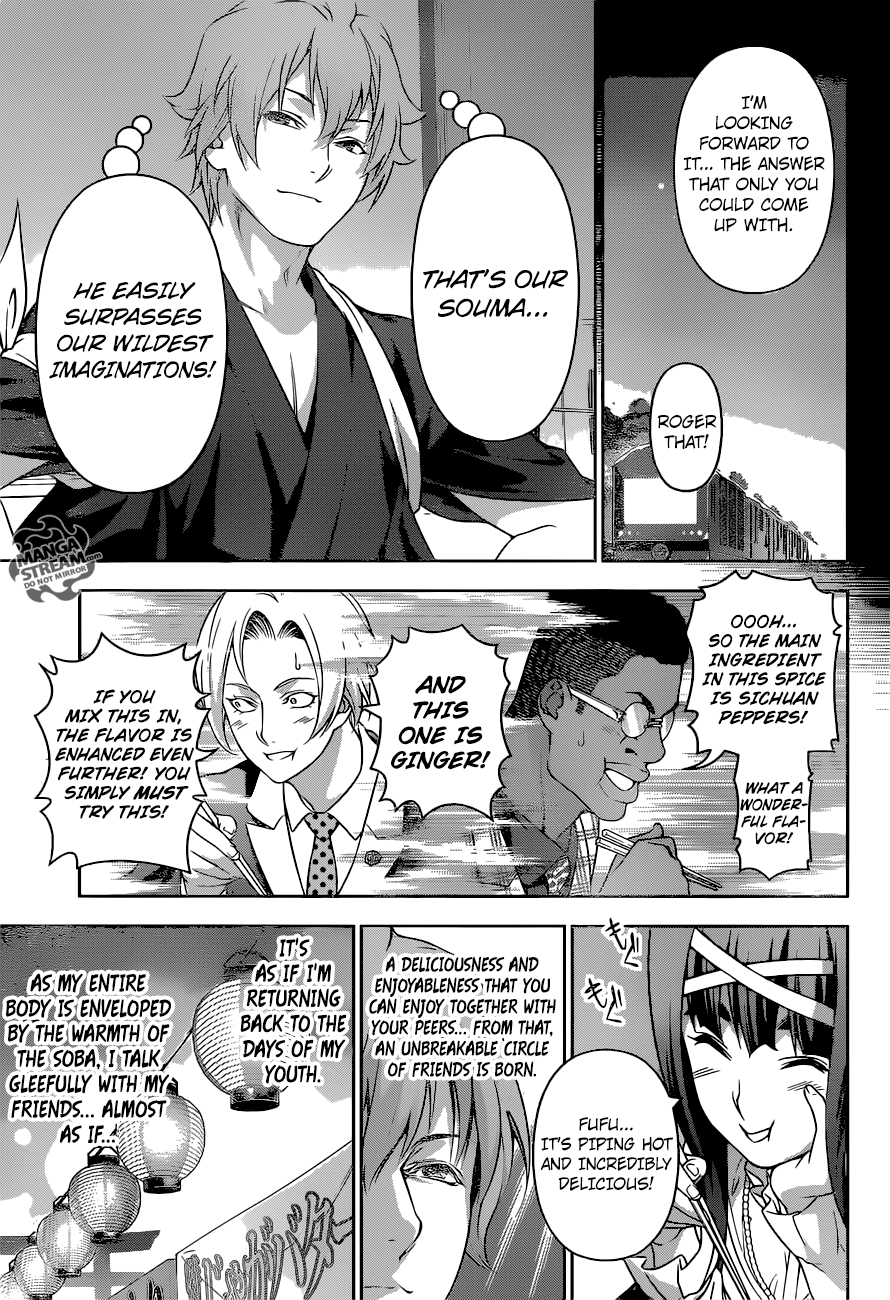 I'M
LOOKING
FORWARD TO
IT... THE ANSWER
THAT ONLY YOU
COULD COME
UP WITH.
ROGER
THAT!
THAT'S OUR
SOUMA...
HE EASILY
SURPASSES
OUR WILDEST
IMAGINATIONS!
MANGA
STREAM.com
DO NOT MIRROR
OOOH...
SO THE MAIN
INGREDIENT
IN THIS SPICE
IS SICHUAN
PEPPERS!
WHAT A
WONDER-
FUL FLA-
VOR!
AND
THIS
ONE IS
GINGER!
IF YOU
MIX THIS IN,
THE FLAVOR IS
ENHANCED EVEN
FURTHER! YOU
SIMPLY MUST
TRY THIS!
もぐ
もぐ
FUFU...
IT'S PIPING HOT
AND INCREDIBLY
DELICIOUS!
A DELICIOUSNESS AND
ENJOYABLENESS THAT YOU
CAN ENJOY TOGETHER WITH
YOUR PEERS... FROM THAT,
AN UNBREAKABLE CIRCLE
OF FRIENDS IS BORN.
IT'S
AS IF I'M
RETURNING
BACK TO THE
DAYS OF MY
YOUTH.
AS MY ENTIRE
BODY IS ENVELOPED
BY THE WARMTH OF
THE SOBA, I TALK
GLEEFULLY WITH MY
FRIENDS... ALMOST
AS IF...